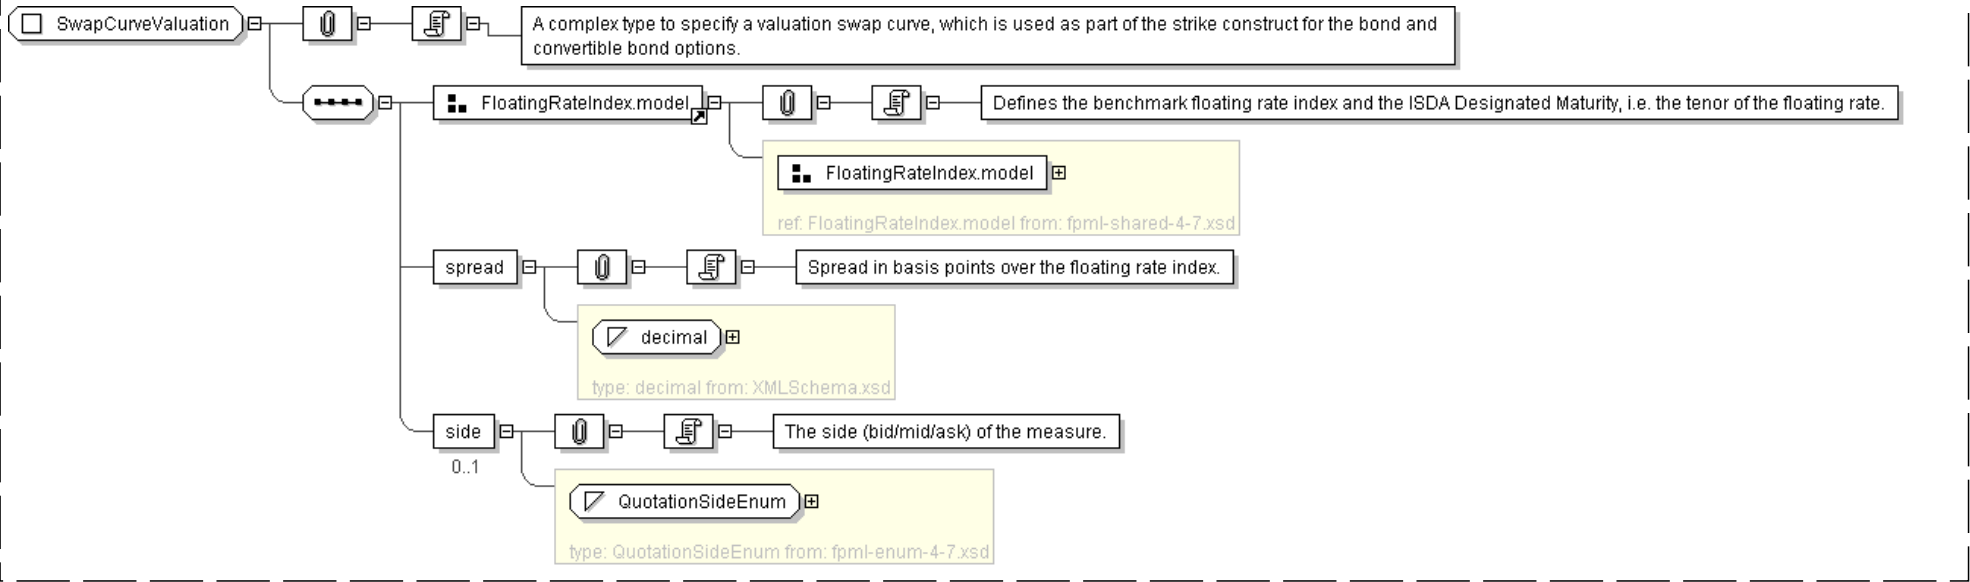 SwapCurveValuation
A complex type to specify a valuation swap curve, which is used as part of the strike construct for the bond and
convertible bond options.
FloatingRateIndex.model
Defines the benchmark floating rate index and the ISDA Designated Maturity, i.e. the tenor of the floating rate.
FloatingRateIndex.model
ref: FloatingRateIndex.model from: fpml-shared-4-7.xsd
spread
Spread in basis points over the floating rate index.
decimal
type: decimal from: XMLSchema.xsd
side
The side (bid/mid/ask) of the measure.
0..1
QuotationSideEnum
type: QuotationSideEnum from: fpml-enum-4-7.xsd